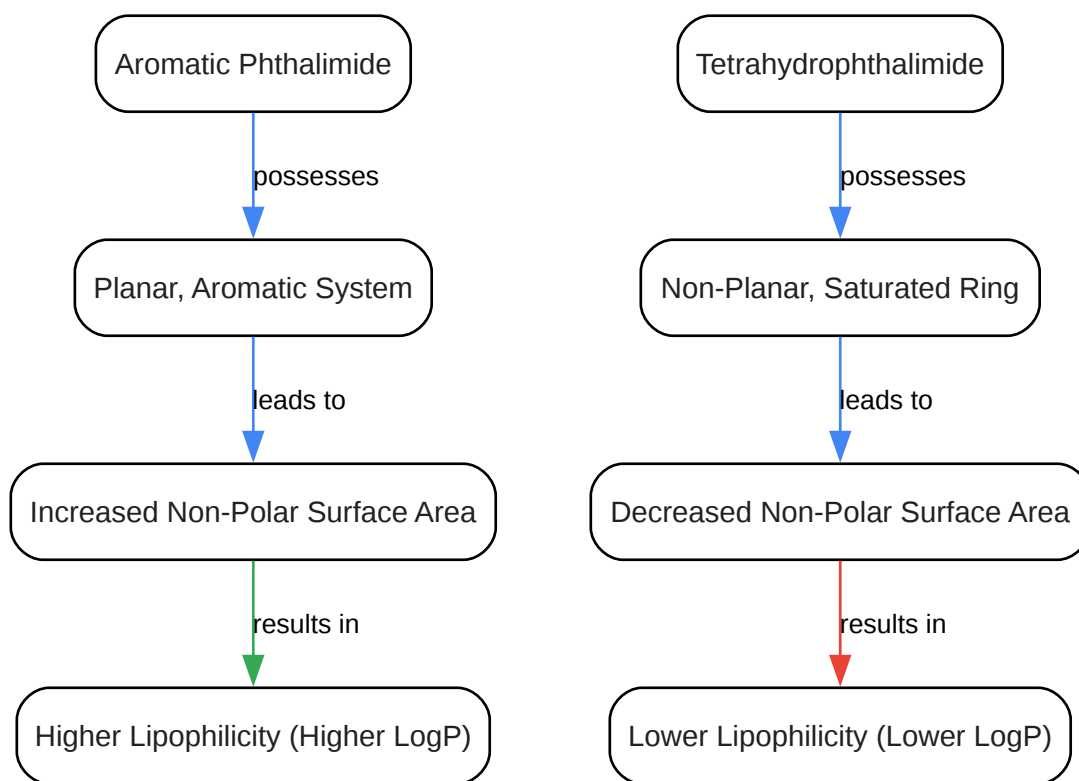 Aromatic Phthalimide
possesses
Planar, Aromatic System
leads to
Increased Non-Polar Surface Area
results in
Higher Lipophilicity (Higher LogP)
Tetrahydrophthalimide
possesses
Non-Planar, Saturated Ring
leads to
Decreased Non-Polar Surface Area
results in
Lower Lipophilicity (Lower LogP)